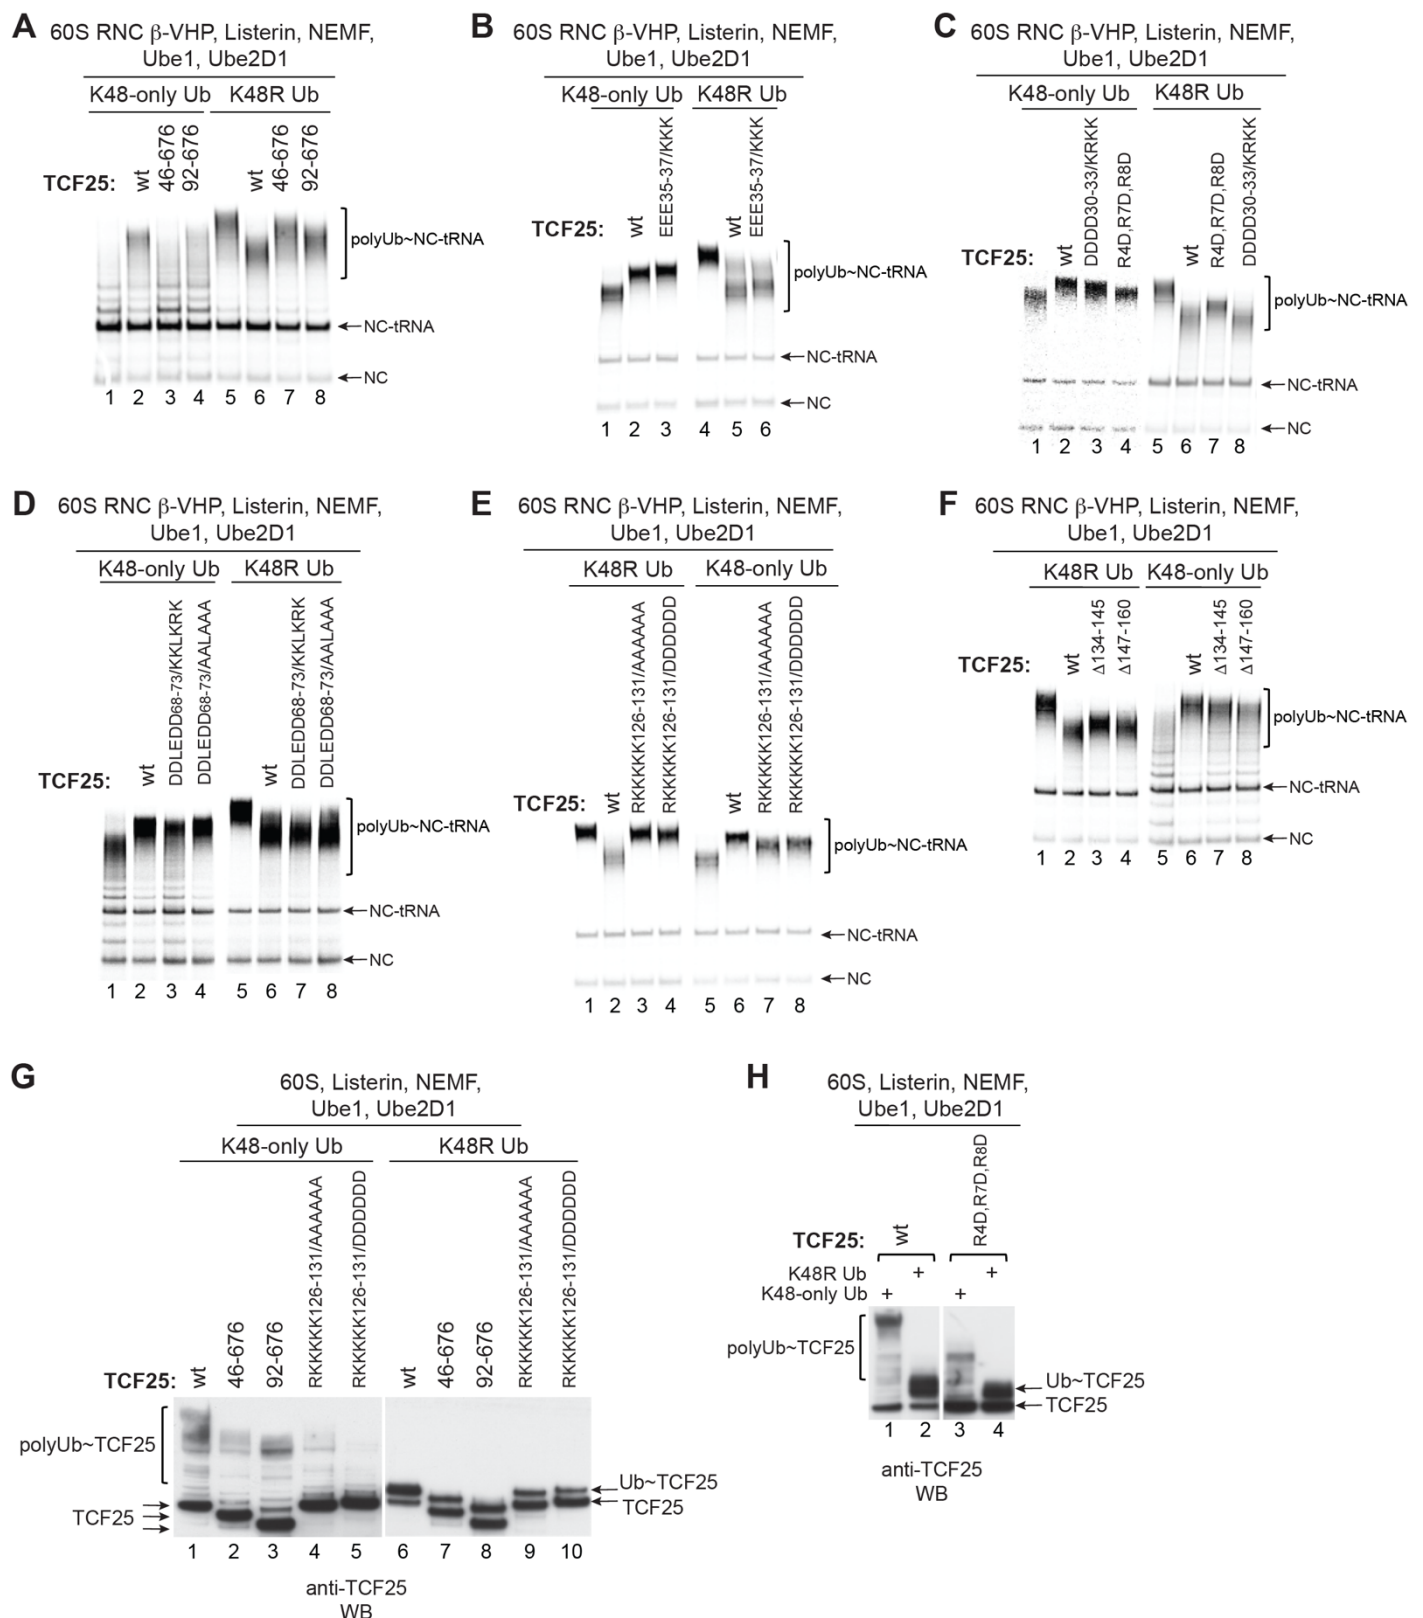 A
60S RNC β-VHP, Listerin, NEMF,
Ube1, Ube2D1
K48-only Ub K48R Ub
TCF25: wt 46-676 92-676 wt 46-676 92-676
polyUb~NC-tRNA
NC-tRNA
NC
1 2 3 4 5 6 7 8
B
60S RNC β-VHP, Listerin, NEMF,
Ube1, Ube2D1
K48-only Ub K48R Ub
TCF25: wt EEE35-37/KKK wt EEE35-37/KKK
polyUb~NC-tRNA
NC-tRNA
NC
1 2 3 4 5 6
C
60S RNC β-VHP, Listerin, NEMF,
Ube1, Ube2D1
K48-only Ub K48R Ub
TCF25: wt DDDD30-33/KRKK R4D,R7D,R8D wt R4D,R7D,R8D DDDD30-33/KRKK
polyUb~NC-tRNA
NC-tRNA
NC
1 2 3 4 5 6 7 8
D
60S RNC β-VHP, Listerin, NEMF,
Ube1, Ube2D1
K48-only Ub K48R Ub
TCF25: wt DDLEDD68-73/KKLKRK DDLEDD68-73/AALAAA wt DDLEDD68-73/KKLKRK DDLEDD68-73/AALAAA
polyUb~NC-tRNA
NC-tRNA
NC
1 2 3 4 5 6 7 8
E
60S RNC β-VHP, Listerin, NEMF,
Ube1, Ube2D1
K48R Ub K48-only Ub
TCF25: wt RKKKKK126-131/AAAAAA RKKKKK126-131/DDDDDD wt RKKKKK126-131/AAAAAA RKKKKK126-131/DDDDDD
polyUb~NC-tRNA
NC-tRNA
NC
1 2 3 4 5 6 7 8
F
60S RNC β-VHP, Listerin, NEMF,
Ube1, Ube2D1
K48R Ub K48-only Ub
TCF25: wt Δ134-145 Δ147-160 wt Δ134-145 Δ147-160
polyUb~NC-tRNA
NC-tRNA
NC
1 2 3 4 5 6 7 8
G
60S, Listerin, NEMF,
Ube1, Ube2D1
K48-only Ub K48R Ub
TCF25: wt 46-676 92-676 RKKKKK126-131/AAAAAA RKKKKK126-131/DDDDDD wt 46-676 92-676 RKKKKK126-131/AAAAAA RKKKKK126-131/DDDDDD
polyUb~TCF25
Ub~TCF25
TCF25
TCF25
1 2 3 4 5 6 7 8 9 10
anti-TCF25
WB
H
60S, Listerin, NEMF,
Ube1, Ube2D1
TCF25: wt R4D,R7D,R8D
K48R Ub + +
K48-only Ub + +
polyUb~TCF25
Ub~TCF25
TCF25
1 2 3 4
anti-TCF25
WB